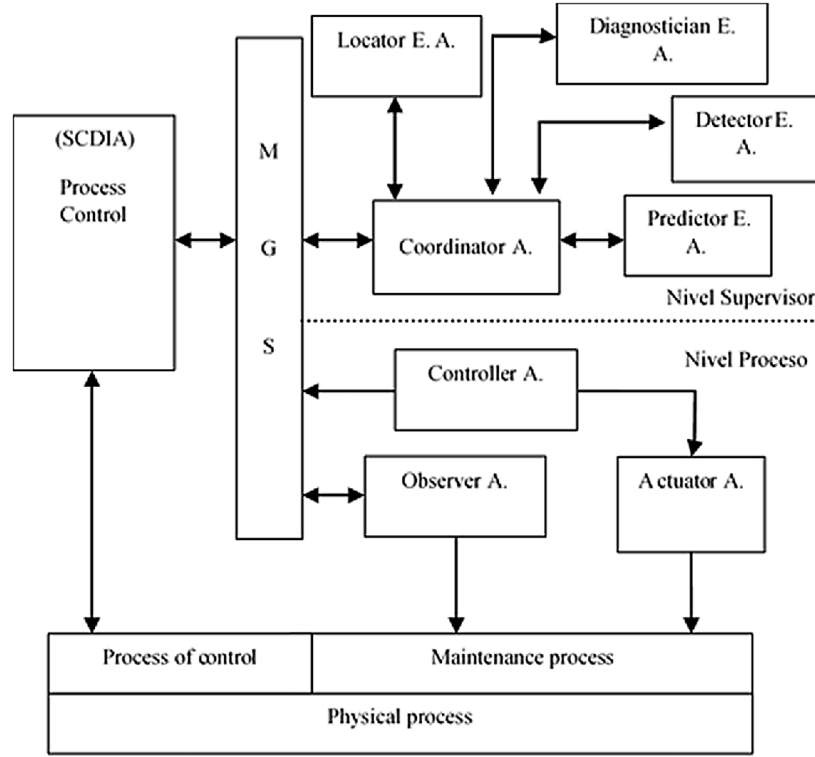 (SCDIA)
Process
Control
M
G
S
Locator E. A.
Diagnostician E.
A.
Detector E.
A.
Coordinator A.
Predictor E.
A.
Nivel Supervisor
Nivel Proceso
Controller A.
Observer A.
Actuator A.
Process of control
Maintenance process
Physical process